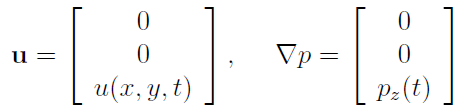 u = [ 0 0 u(x, y, t) ] , ∇p = [ 0 0 p_z(t) ]